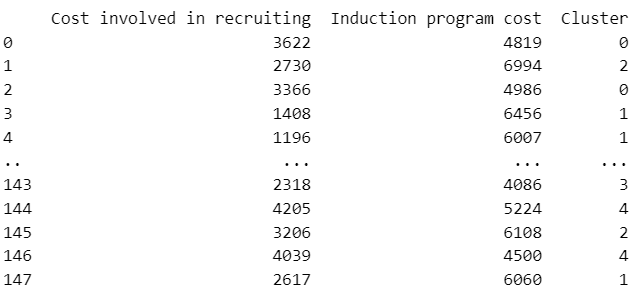 Cost involved in recruiting Induction program cost Cluster
0 3622 4819 0
1 2730 6994 2
2 3366 4986 0
3 1408 6456 1
4 1196 6007 1
.. ... ... ...
143 2318 4086 3
144 4205 5224 4
145 3206 6108 2
146 4039 4500 4
147 2617 6060 1